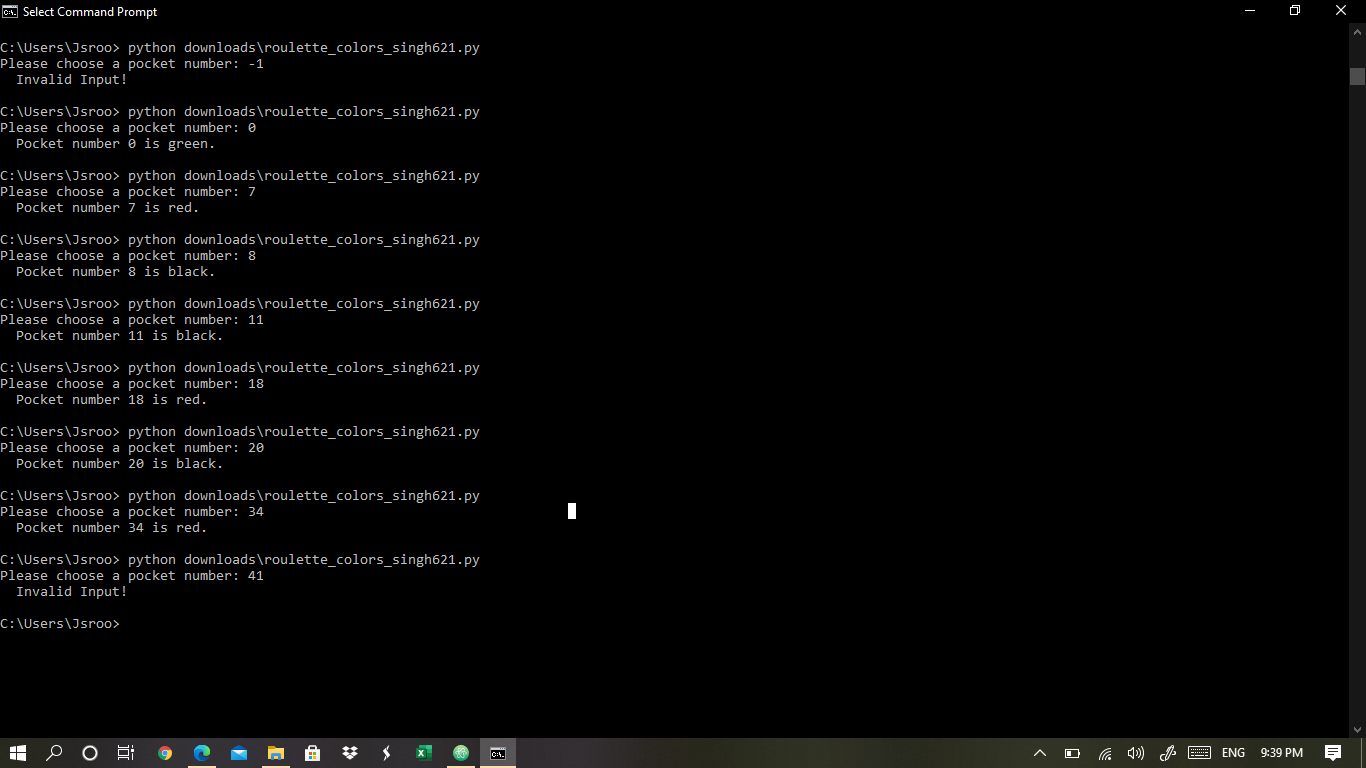 Select Command Prompt
C:\Users\Jsroo> python downloads\roulette_colors_singh621.py
Please choose a pocket number: -1
  Invalid Input!
C:\Users\Jsroo> python downloads\roulette_colors_singh621.py
Please choose a pocket number: 0
  Pocket number 0 is green.
C:\Users\Jsroo> python downloads\roulette_colors_singh621.py
Please choose a pocket number: 7
  Pocket number 7 is red.
C:\Users\Jsroo> python downloads\roulette_colors_singh621.py
Please choose a pocket number: 8
  Pocket number 8 is black.
C:\Users\Jsroo> python downloads\roulette_colors_singh621.py
Please choose a pocket number: 11
  Pocket number 11 is black.
C:\Users\Jsroo> python downloads\roulette_colors_singh621.py
Please choose a pocket number: 18
  Pocket number 18 is red.
C:\Users\Jsroo> python downloads\roulette_colors_singh621.py
Please choose a pocket number: 20
  Pocket number 20 is black.
C:\Users\Jsroo> python downloads\roulette_colors_singh621.py
Please choose a pocket number: 34
  Pocket number 34 is red.
C:\Users\Jsroo> python downloads\roulette_colors_singh621.py
Please choose a pocket number: 41
  Invalid Input!
C:\Users\Jsroo>
ENG 9:39 PM